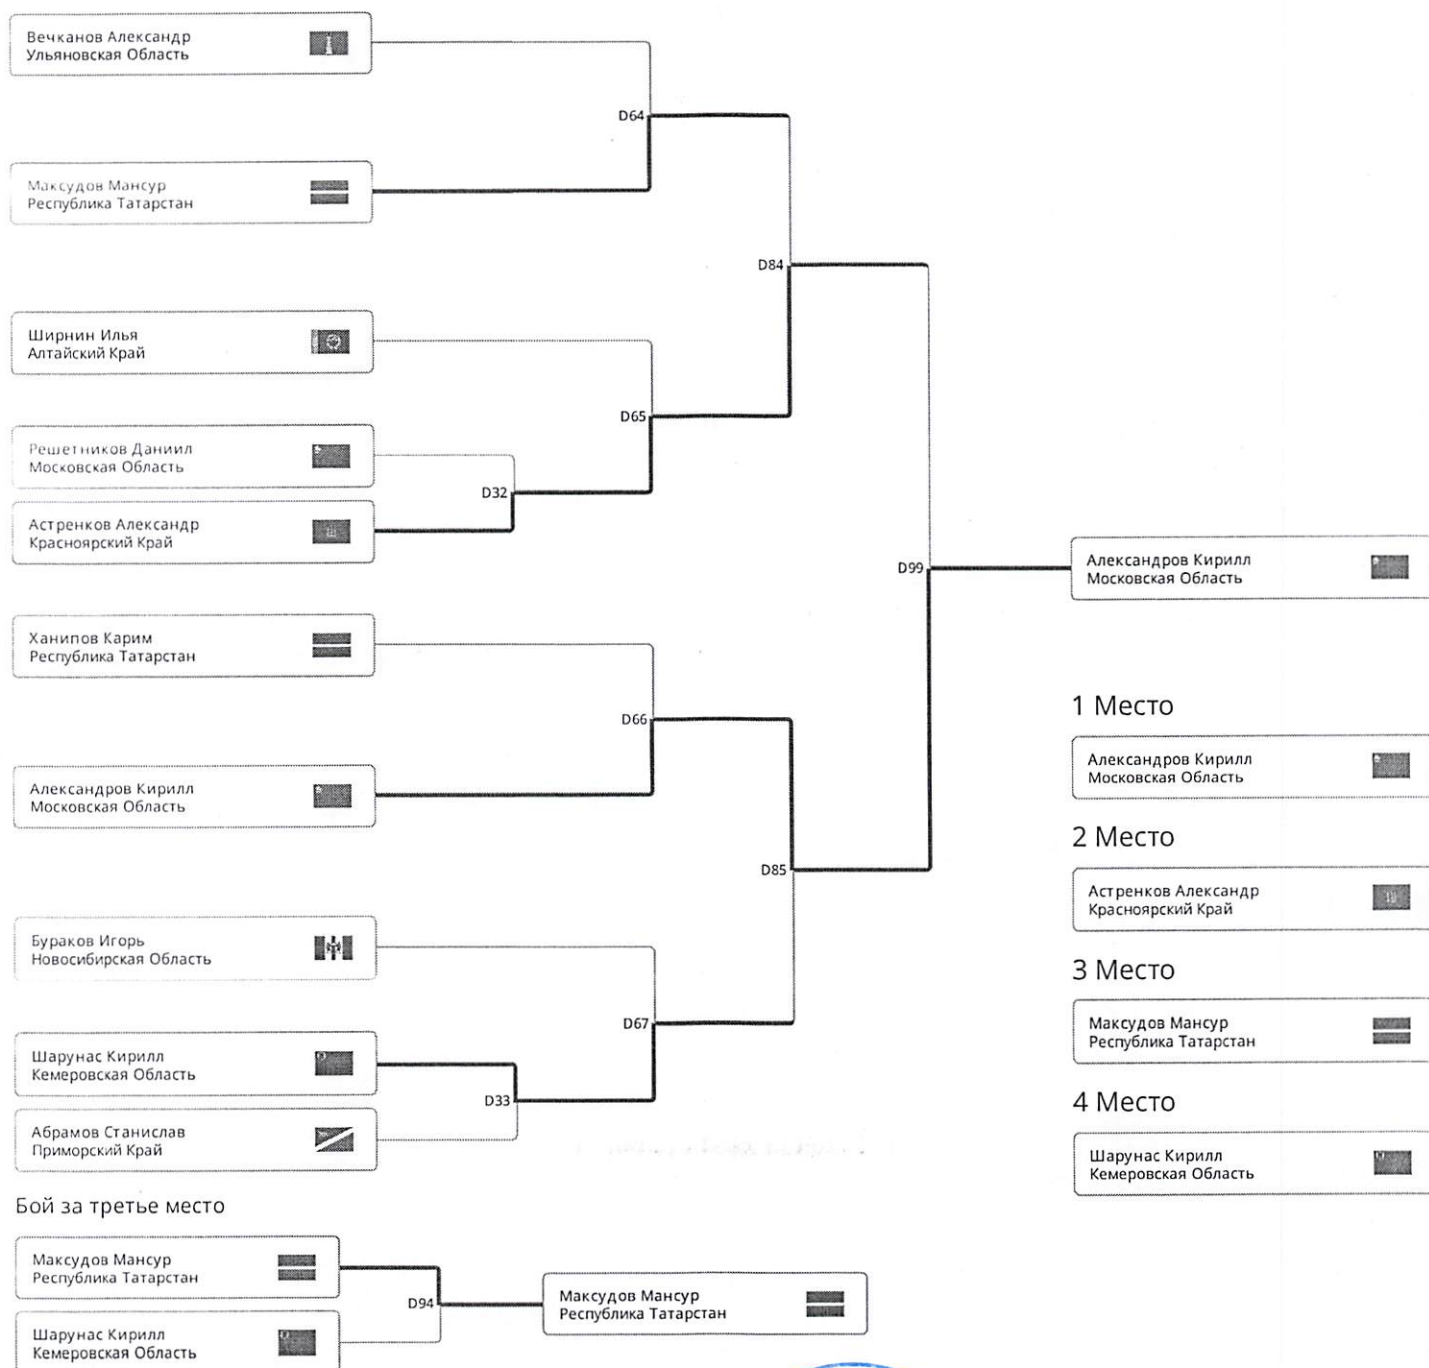 Вечканов Александр
Ульяновская Область
D64
Максудов Мансур
Республика Татарстан
D84
Ширнин Илья
Алтайский Край
D65
Решетников Даниил
Московская Область
D32
Астренков Александр
Красноярский Край
D99
Александров Кирилл
Московская Область
Ханипов Карим
Республика Татарстан
D66
Александров Кирилл
Московская Область
D85
Бураков Игорь
Новосибирская Область
D67
Шарунас Кирилл
Кемеровская Область
D33
Абрамов Станислав
Приморский Край
1 Место
Александров Кирилл
Московская Область
2 Место
Астренков Александр
Красноярский Край
3 Место
Максудов Мансур
Республика Татарстан
4 Место
Шарунас Кирилл
Кемеровская Область
Бой за третье место
Максудов Мансур
Республика Татарстан
D94
Шарунас Кирилл
Кемеровская Область
Максудов Мансур
Республика Татарстан